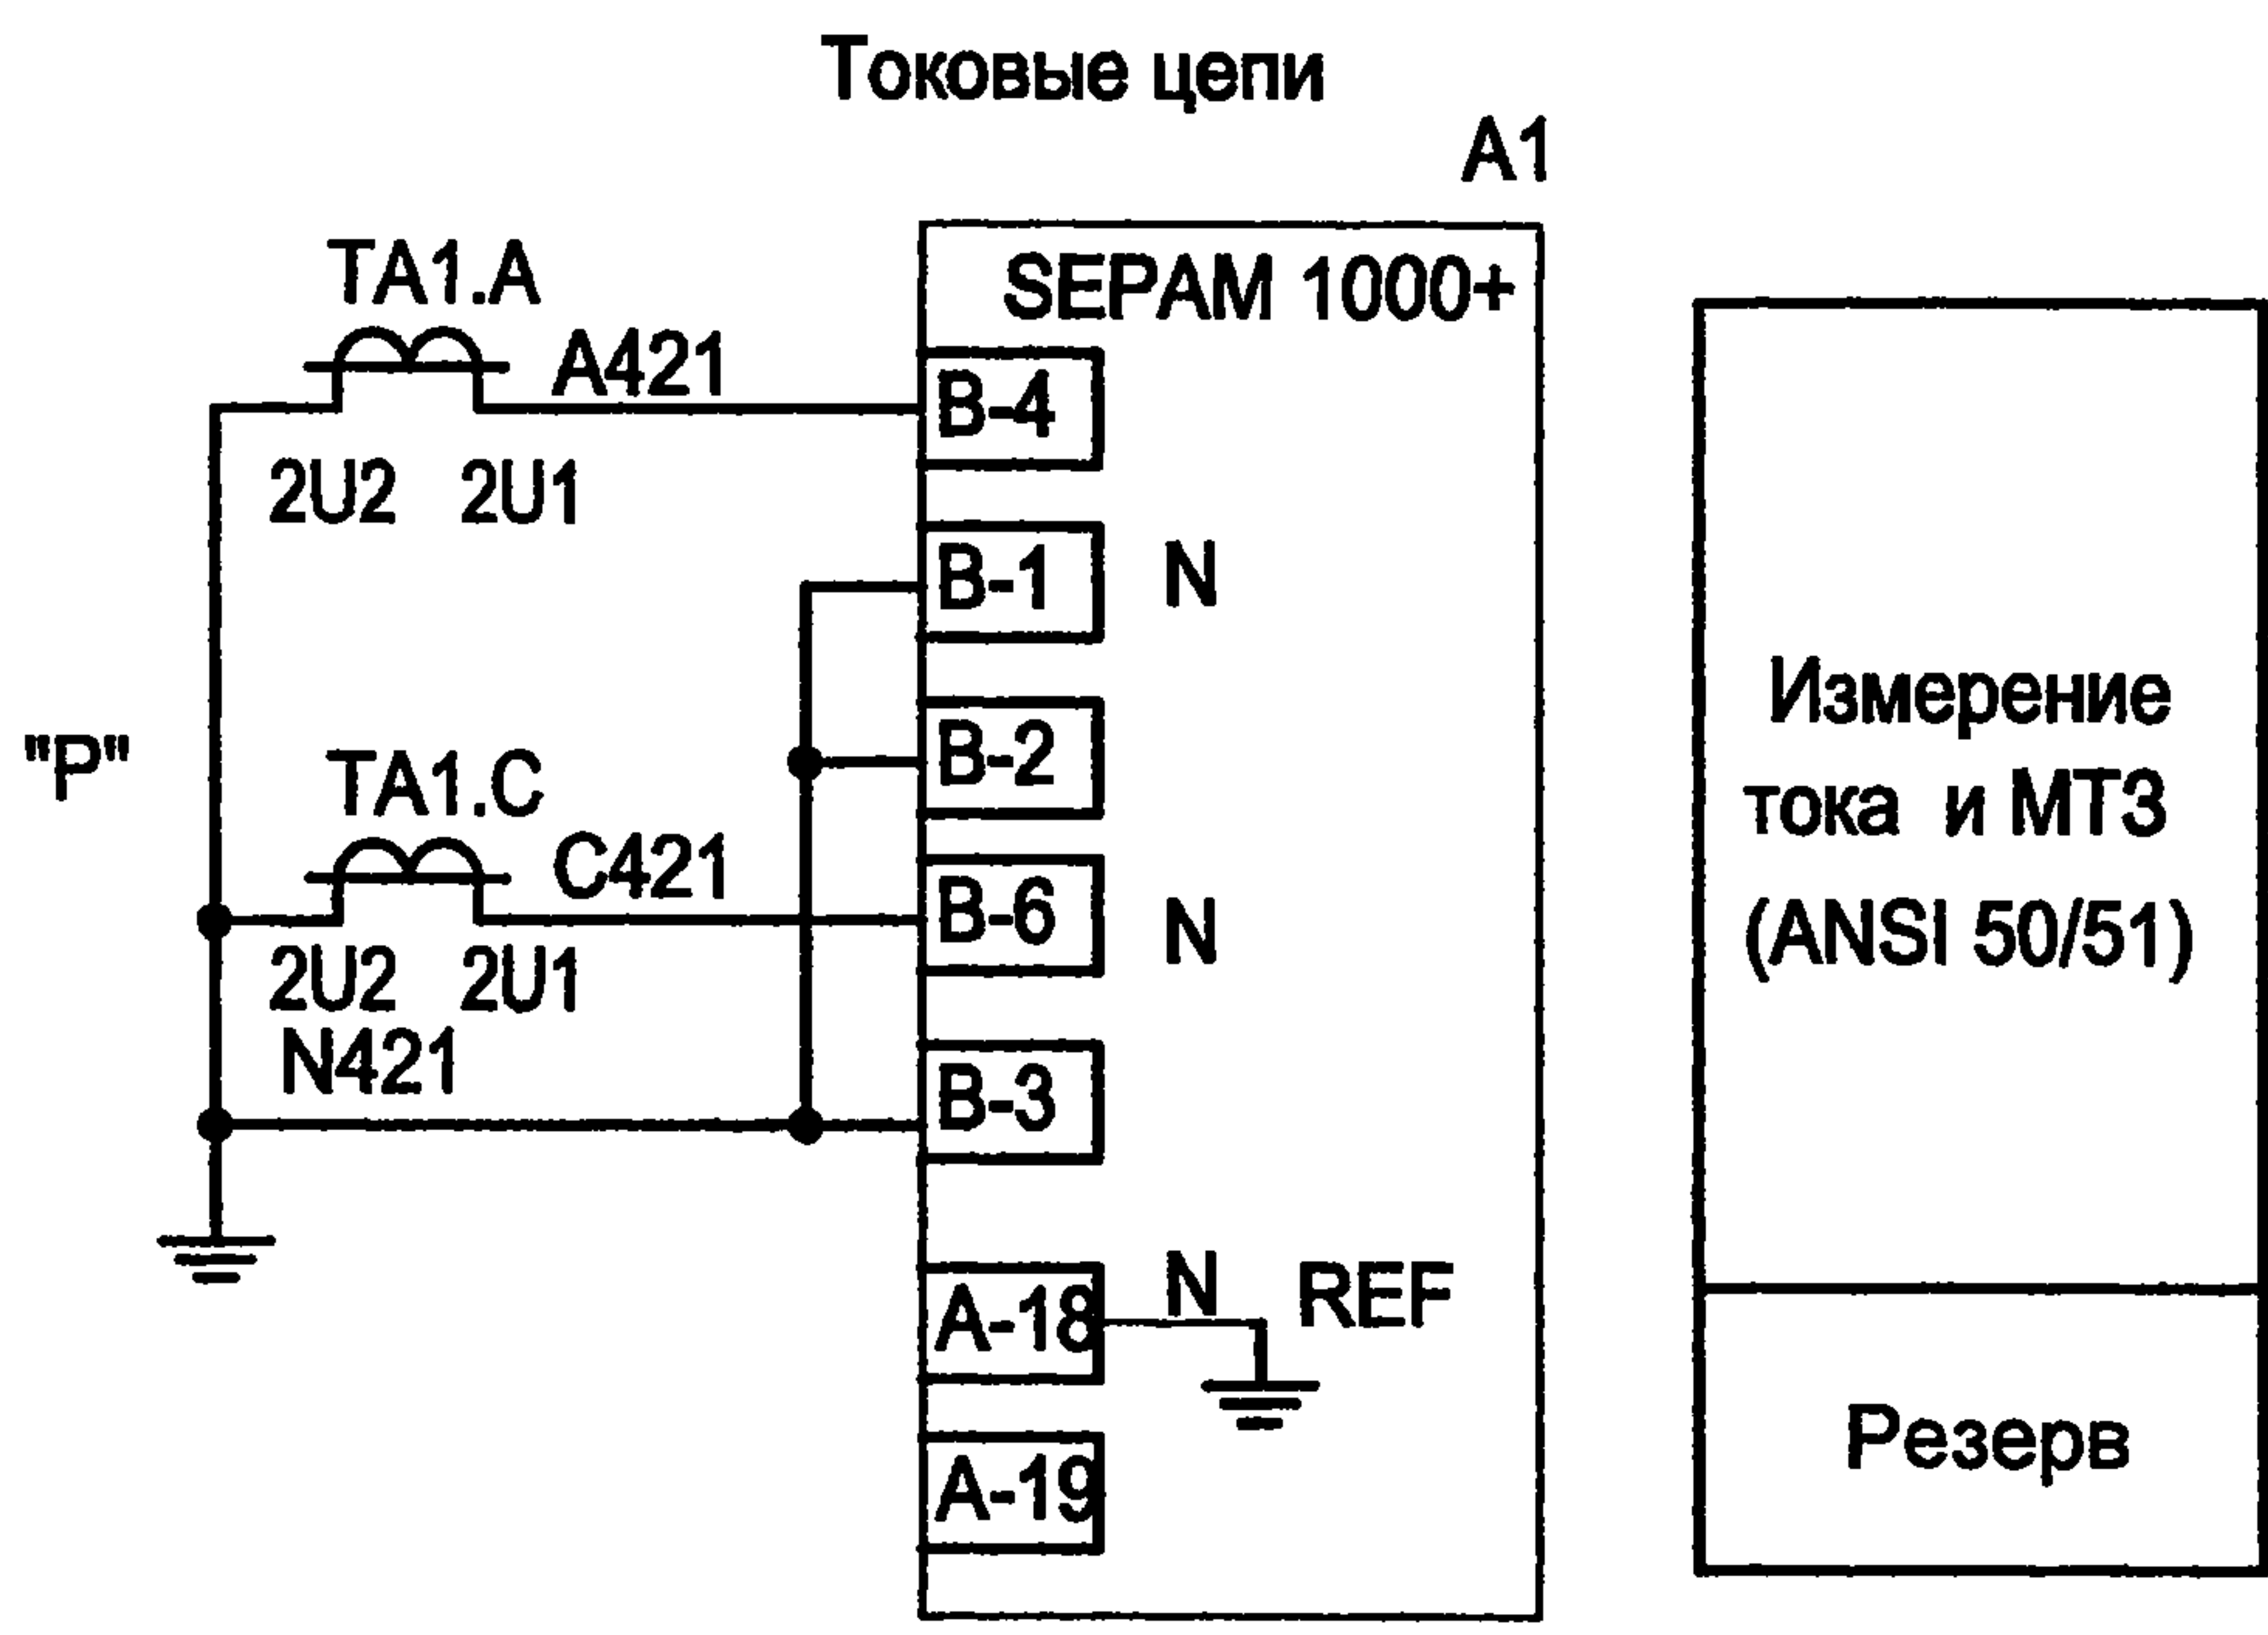 Токовые цепи
A1
SEPAM 1000+
TA1.A
A421
B-4
2U2 2U1
B-1 N
"P"
TA1.C
C421
B-2
B-6 N
2U2 2U1
N421
B-3
A-18 N REF
A-19
Измерение
тока и МТЗ
(ANSI 50/51)
Резерв